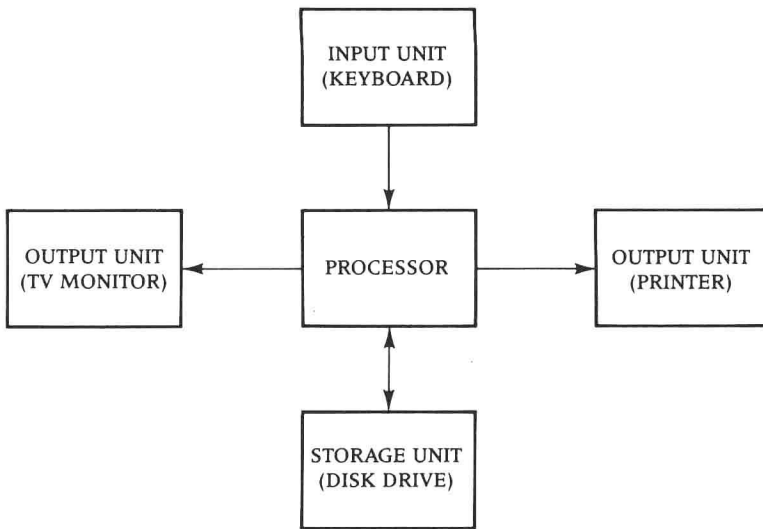 INPUT UNIT
(KEYBOARD)
OUTPUT UNIT
(TV MONITOR)
PROCESSOR
OUTPUT UNIT
(PRINTER)
STORAGE UNIT
(DISK DRIVE)